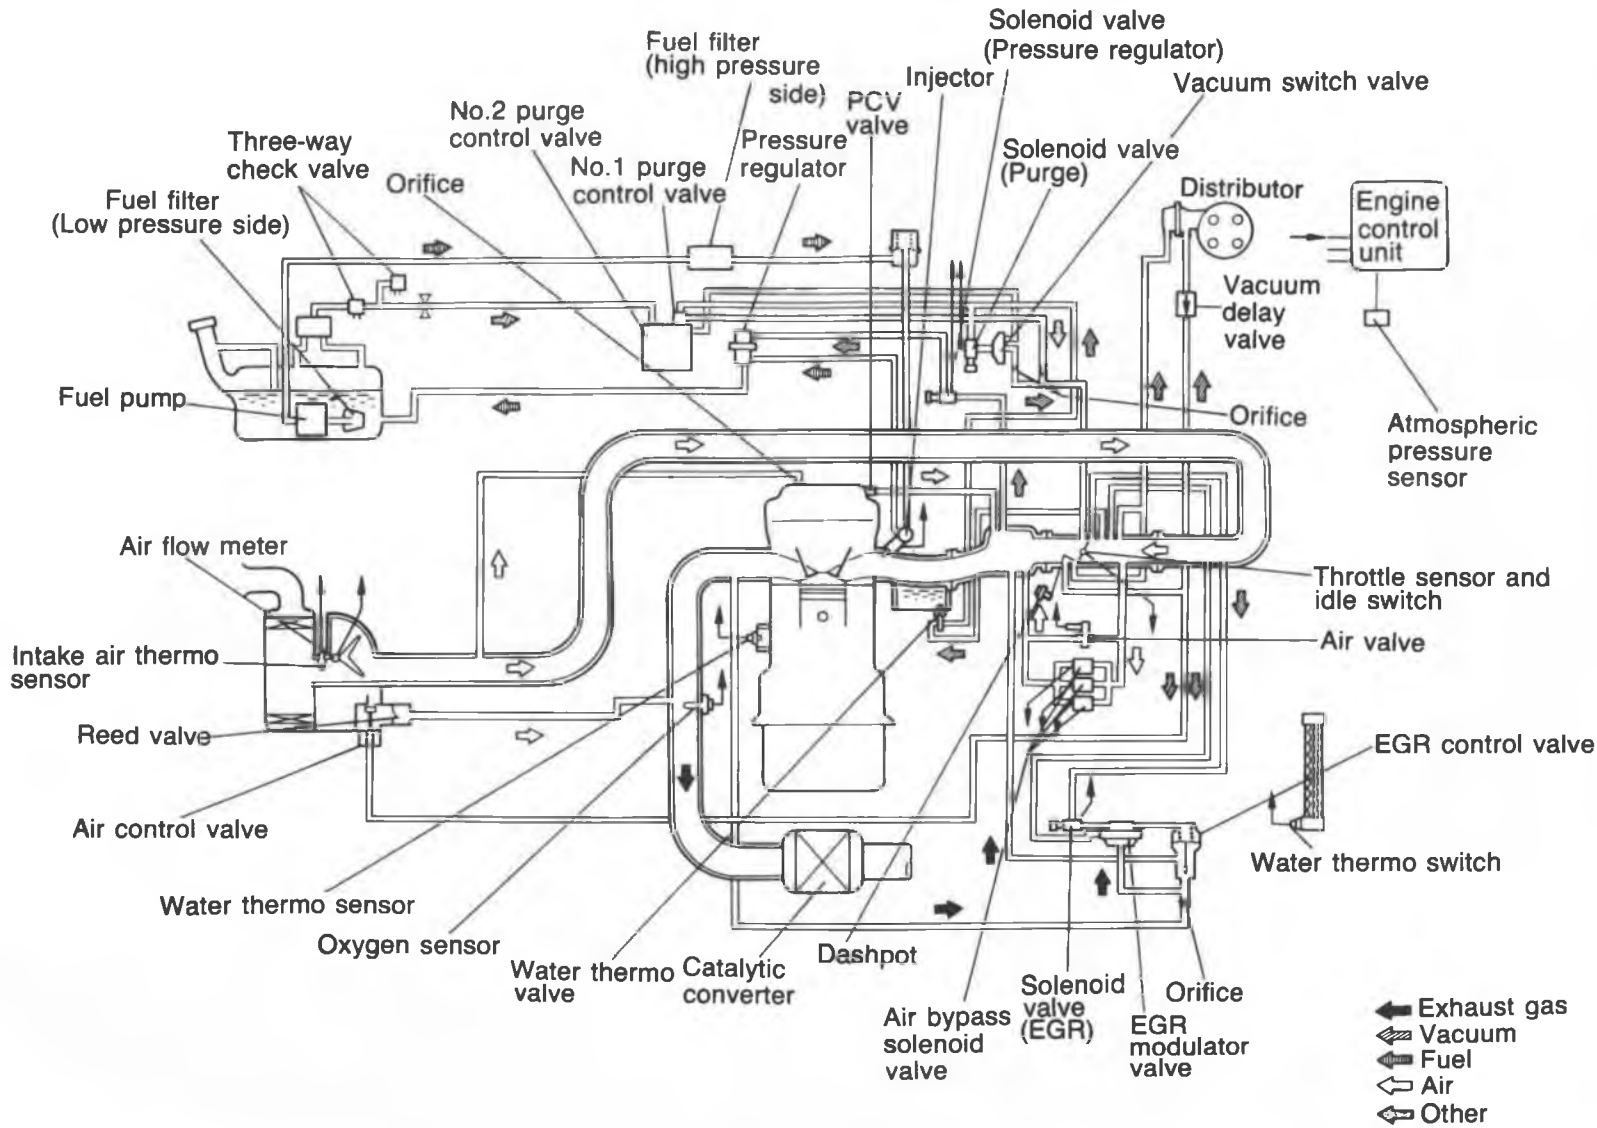 Solenoid valve
(Pressure regulator)
Fuel filter
(high pressure
side)
Injector
Vacuum switch valve
PCV
valve
No.2 purge
control valve
Three-way
check valve
Pressure
regulator
Solenoid valve
(Purge)
No.1 purge
control valve
Orifice
Fuel filter
(Low pressure side)
Distributor
Engine
control
unit
Vacuum
delay
valve
Fuel pump
Orifice
Atmospheric
pressure
sensor
Air flow meter
Throttle sensor and
idle switch
Intake air thermo
sensor
Air valve
Reed valve
EGR control valve
Air control valve
Water thermo switch
Water thermo sensor
Oxygen sensor
Water thermo
valve
Catalytic
converter
Dashpot
Air bypass
solenoid
valve
Solenoid
valve
(EGR)
EGR
modulator
valve
Orifice
Exhaust gas
Vacuum
Fuel
Air
Other